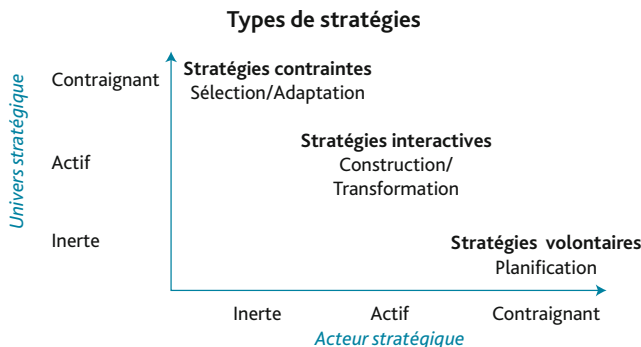 Types de stratégies
Univers stratégique
Contraignant
Stratégies contraintes
Sélection/Adaptation
Actif
Stratégies interactives
Construction/
Transformation
Inerte
Stratégies volontaires
Planification
Inerte Actif Contraignant
Acteur stratégique